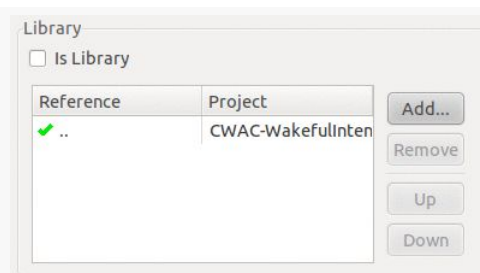 Library
Is Library
Reference Project
.. CWAC-WakefulInten
Add...
Remove
Up
Down